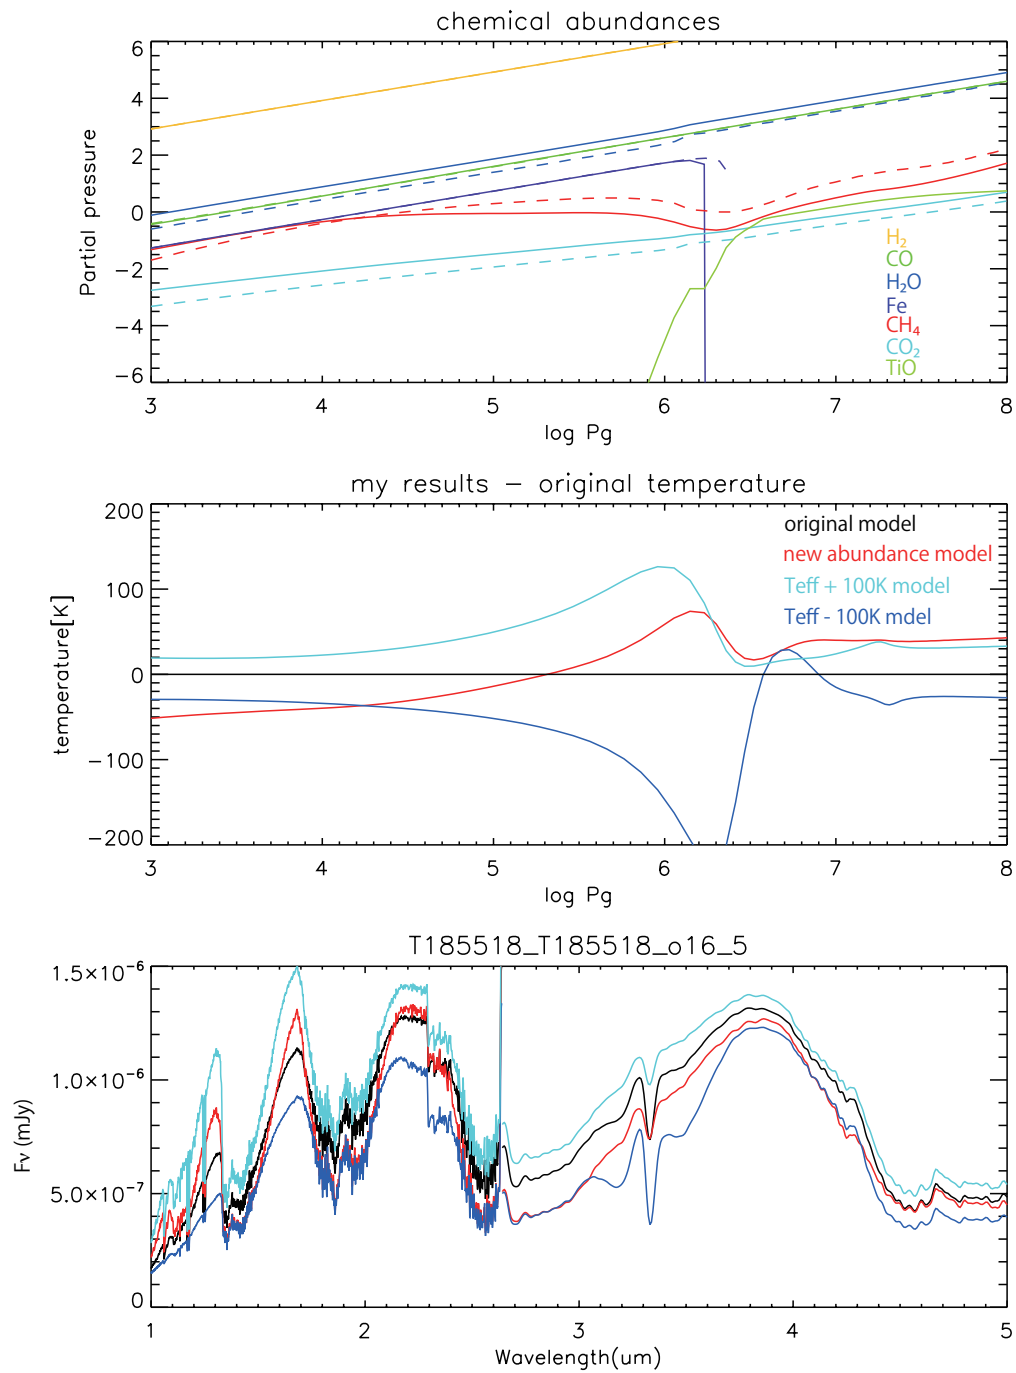 chemical abundances
6
4
2
0
−2
−4
−6
Partial pressure
3 4 5 6 7 8
log Pg
H₂
CO
H₂O
Fe
CH₄
CO₂
TiO
my results − original temperature
200
100
0
−100
−200
temperature[K]
3 4 5 6 7 8
log Pg
original model
new abundance model
Teff + 100K model
Teff - 100K mdel
T185518_T185518_o16_5
1.5×10⁻⁶
1.0×10⁻⁶
5.0×10⁻⁷
0
Fν (mJy)
1 2 3 4 5
Wavelength(um)